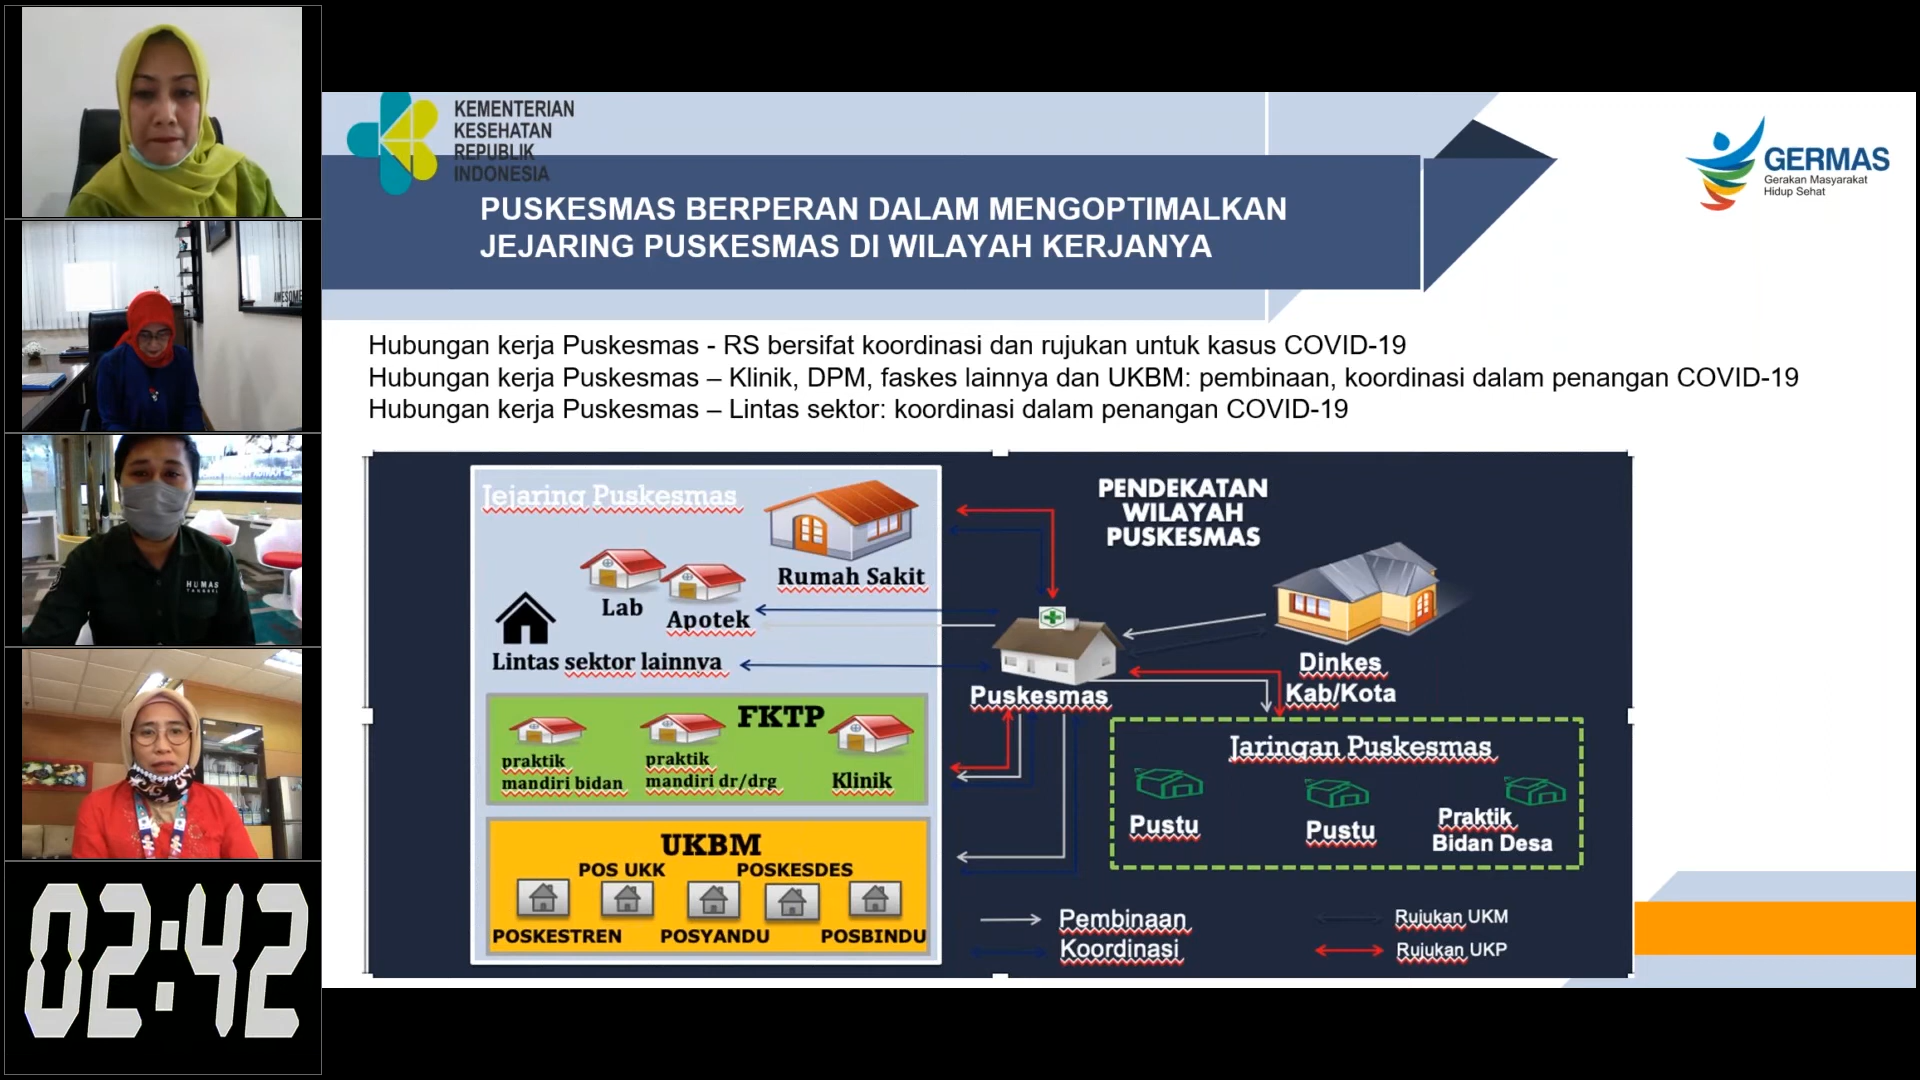 KEMENTERIAN
KESEHATAN
REPUBLIK
INDONESIA
GERMAS
Gerakan Masyarakat
Hidup Sehat
PUSKESMAS BERPERAN DALAM MENGOPTIMALKAN
JEJARING PUSKESMAS DI WILAYAH KERJANYA
Hubungan kerja Puskesmas - RS bersifat koordinasi dan rujukan untuk kasus COVID-19
Hubungan kerja Puskesmas – Klinik, DPM, faskes lainnya dan UKBM: pembinaan, koordinasi dalam penangan COVID-19
Hubungan kerja Puskesmas – Lintas sektor: koordinasi dalam penangan COVID-19
Jejaring Puskesmas
Rumah Sakit
Lab
Apotek
Lintas sektor lainnya
FKTP
praktik
mandiri bidan
praktik
mandiri dr/drg
Klinik
UKBM
POS UKK
POSKESDES
POSKESTREN
POSYANDU
POSBINDU
PENDEKATAN
WILAYAH
PUSKESMAS
Puskesmas
Dinkes
Kab/Kota
Jaringan Puskesmas
Pustu
Pustu
Praktik
Bidan Desa
Pembinaan
Koordinasi
Rujukan UKM
Rujukan UKP
AWESOME
HUMAS
02:42